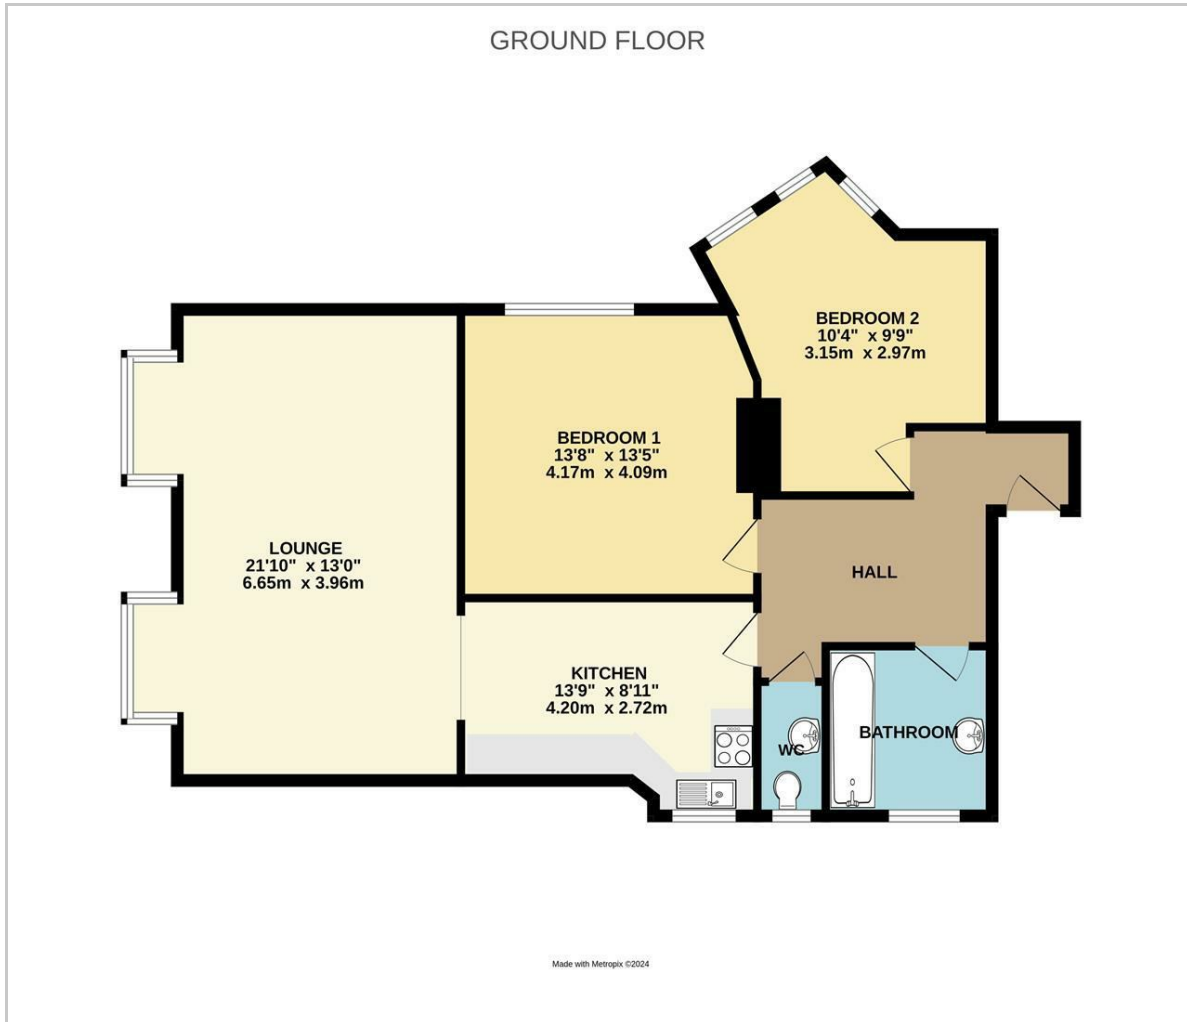 GROUND FLOOR
BEDROOM 2
10'4" x 9'9"
3.15m x 2.97m
BEDROOM 1
13'8" x 13'5"
4.17m x 4.09m
LOUNGE
21'10" x 13'0"
6.65m x 3.96m
HALL
KITCHEN
13'9" x 8'11"
4.20m x 2.72m
WC
BATHROOM
Made with Metropix ©2024